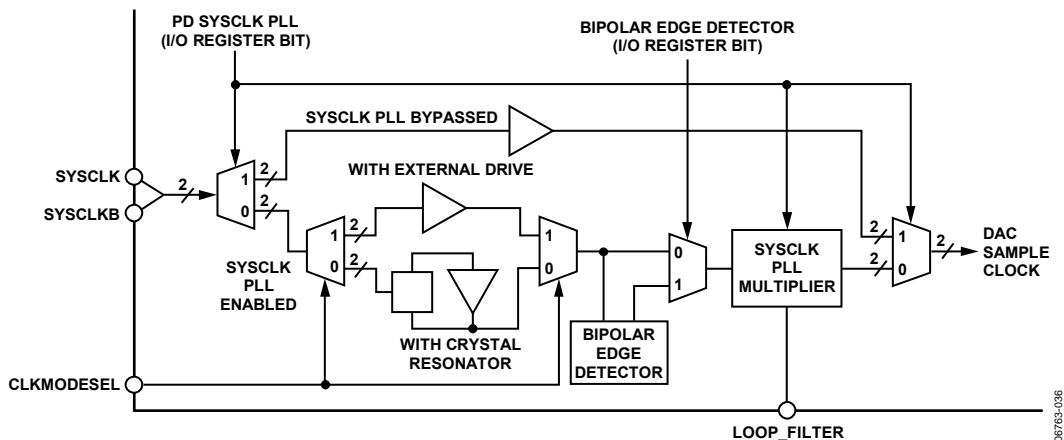 PD SYSCLK PLL
(I/O REGISTER BIT)
BIPOLAR EDGE DETECTOR
(I/O REGISTER BIT)
SYSCLK PLL BYPASSED
2
1
WITH EXTERNAL DRIVE
SYSCLK
SYSCLKB
2
2
0
2
1
2
0
1
0
0
1
SYSCLK
PLL
MULTIPLIER
2
1
2
0
2
DAC
SAMPLE
CLOCK
SYSCLK
PLL
ENABLED
WITH CRYSTAL
RESONATOR
BIPOLAR
EDGE
DETECTOR
CLKMODESEL
LOOP_FILTER
06763-036